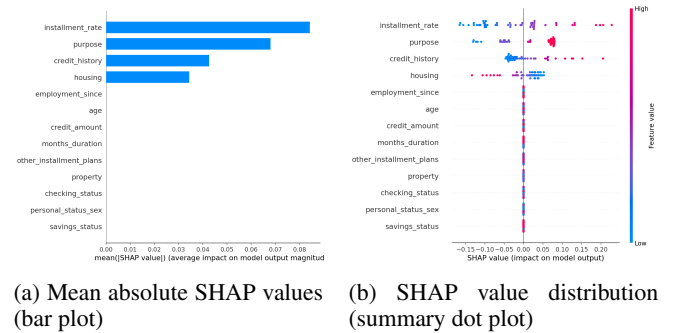 installment_rate
purpose
credit_history
housing
employment_since
age
credit_amount
months_duration
other_installment_plans
property
checking_status
personal_status_sex
savings_status
0.00 0.01 0.02 0.03 0.04 0.05 0.06 0.07 0.08
mean(|SHAP value|) (average impact on model output magnitud
High
installment_rate
purpose
credit_history
housing
employment_since
age
credit_amount
months_duration
other_installment_plans
property
checking_status
personal_status_sex
savings_status
Feature value
Low
−0.15 −0.10 −0.05 0.00 0.05 0.10 0.15 0.20
SHAP value (impact on model output)
(a) Mean absolute SHAP values
(bar plot)
(b) SHAP value distribution
(summary dot plot)